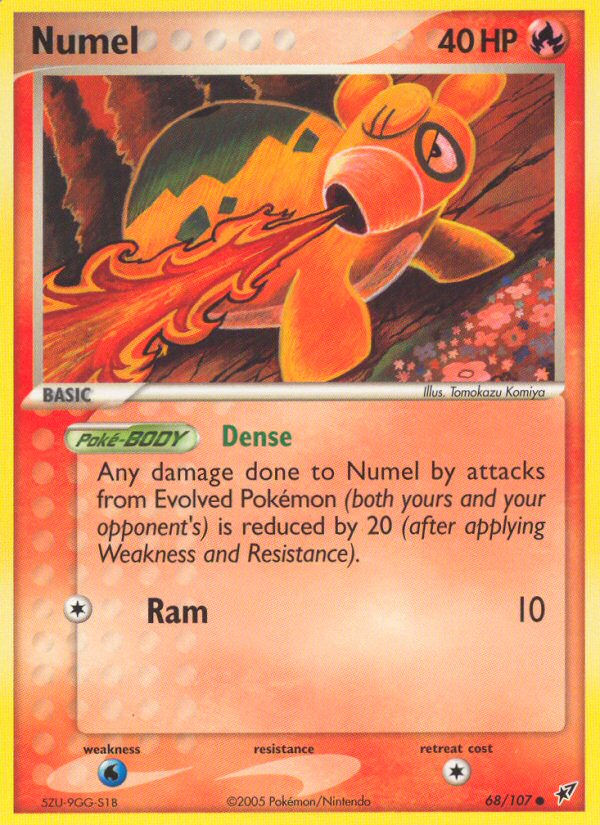 Numel 40 HP
BASIC
Illus. Tomokazu Komiya
Poké-BODY Dense
Any damage done to Numel by attacks
from Evolved Pokémon (both yours and your
opponent's) is reduced by 20 (after applying
Weakness and Resistance).
Ram 10
weakness resistance retreat cost
5ZU-9GG-S1B ©2005 Pokémon/Nintendo 68/107